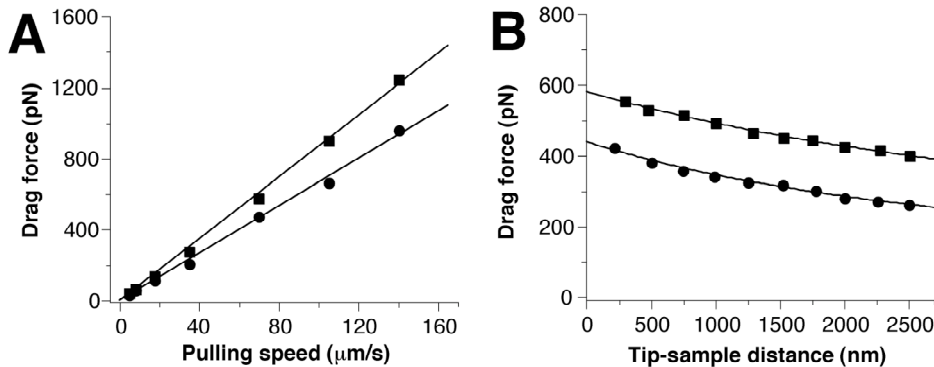 A
Drag force (pN)
1600
1200
800
400
0
0 40 80 120 160
Pulling speed (μm/s)
B
Drag force (pN)
800
600
400
200
0
0 500 1000 1500 2000 2500
Tip-sample distance (nm)